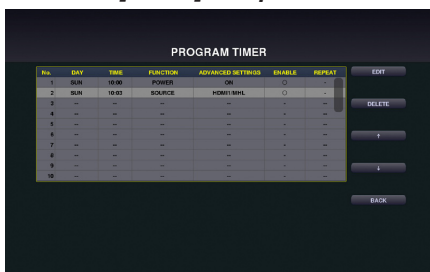 PROGRAM TIMER
No. DAY TIME FUNCTION ADVANCED SETTINGS ENABLE REPEAT
1 SUN 10:00 POWER ON ○ -
2 SUN 10:03 SOURCE HDMI1/MHL ○ -
3 -- -- -- -- - -
4 -- -- -- -- - -
5 -- -- -- -- - -
6 -- -- -- -- - -
7 -- -- -- -- - -
8 -- -- -- -- - -
9 -- -- -- -- - -
10 -- -- -- -- - -
EDIT
DELETE
↑
↓
BACK